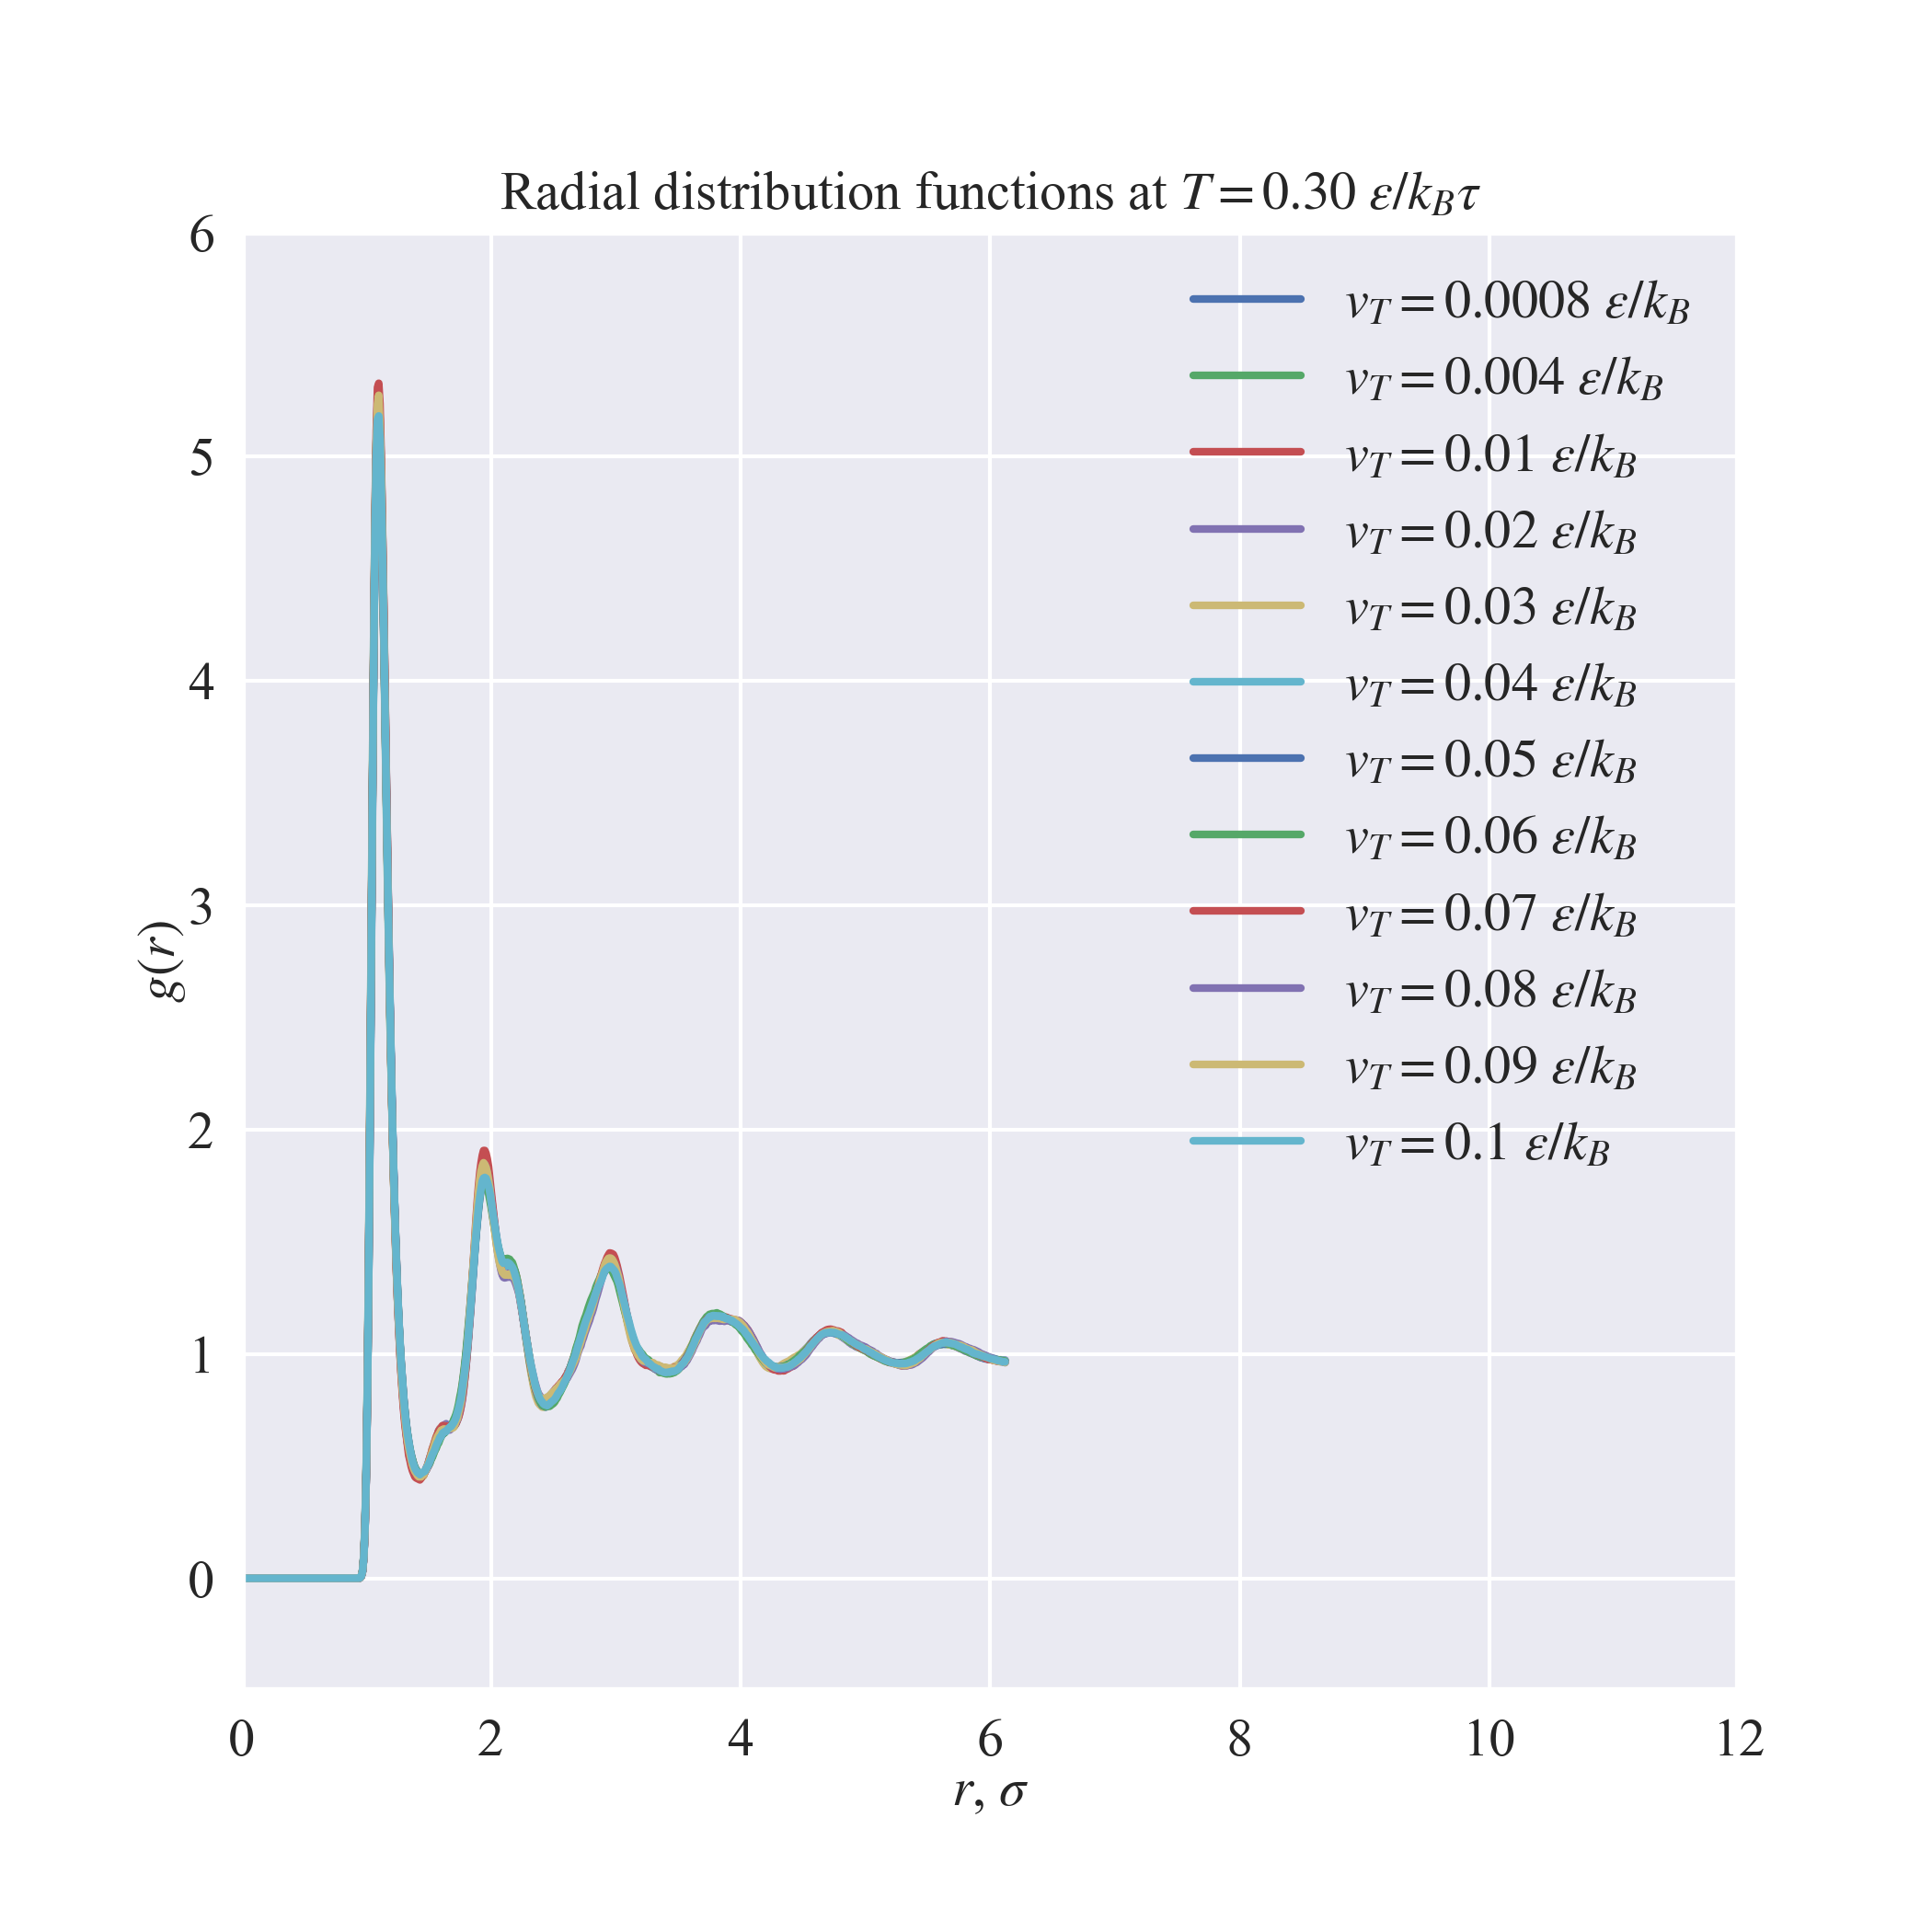 Radial distribution functions at T = 0.30 ε/k_Bτ
6
5
4
3
2
1
0
g(r)
v_T = 0.0008 ε/k_B
v_T = 0.004 ε/k_B
v_T = 0.01 ε/k_B
v_T = 0.02 ε/k_B
v_T = 0.03 ε/k_B
v_T = 0.04 ε/k_B
v_T = 0.05 ε/k_B
v_T = 0.06 ε/k_B
v_T = 0.07 ε/k_B
v_T = 0.08 ε/k_B
v_T = 0.09 ε/k_B
v_T = 0.1 ε/k_B
0 2 4 6 8 10 12
r, σ